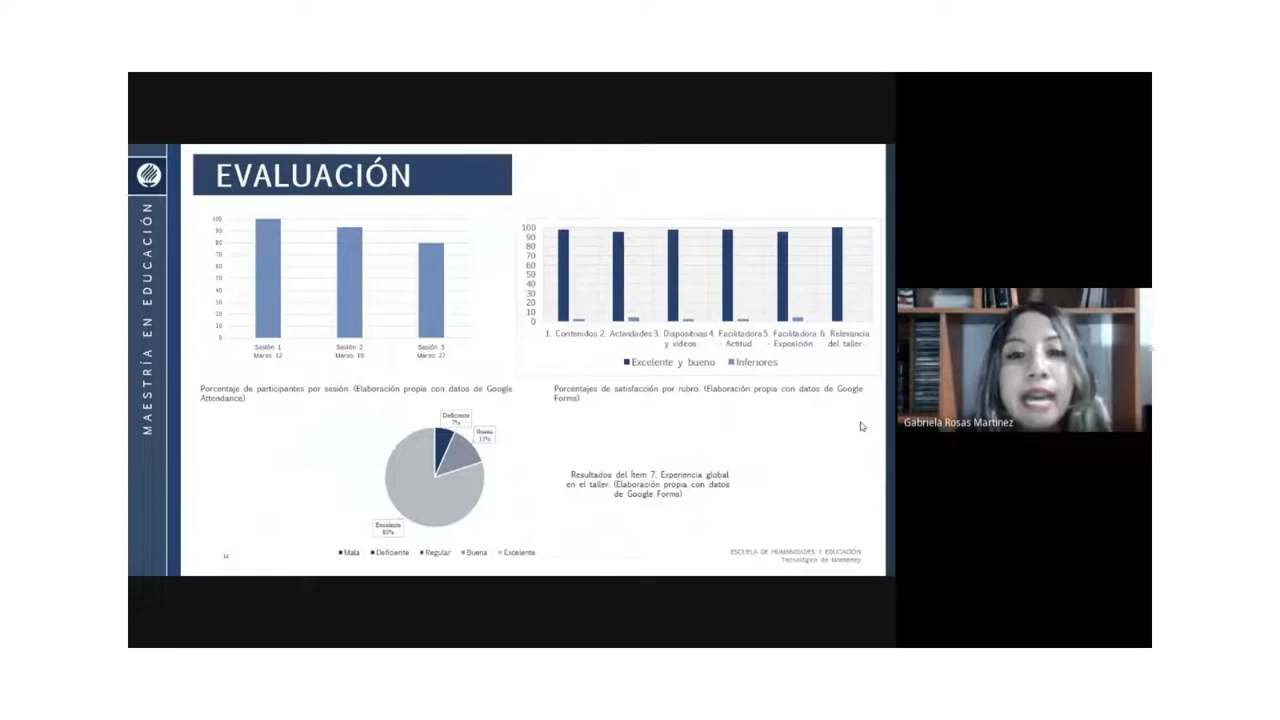 EVALUACIÓN
MAESTRÍA EN EDUCACIÓN
100
90
80
70
60
50
40
30
20
10
0
Sesión 1
Marzo 12
Sesión 2
Marzo 19
Sesión 3
Marzo 27
Porcentaje de participantes por sesión. (Elaboración propia con datos de Google
Attendance)
100
90
80
70
60
50
40
30
20
10
0
1. Contenidos
2. Actividades
3. Diapositivas
y videos
4. Facilitadora
- Actitud
5. Facilitadora
- Exposición
6. Relevancia
del taller
Excelente y bueno
Inferiores
Porcentajes de satisfacción por rubro. (Elaboración propia con datos de Google
Forms)
Gabriela Rosas Martinez
Deficiente
7%
Buena
13%
Excelente
80%
Mala
Deficiente
Regular
Buena
Excelente
Resultados del Ítem 7. Experiencia global
en el taller. (Elaboración propia con datos
de Google Forms)
ESCUELA DE HUMANIDADES Y EDUCACIÓN
Tecnológico de Monterrey